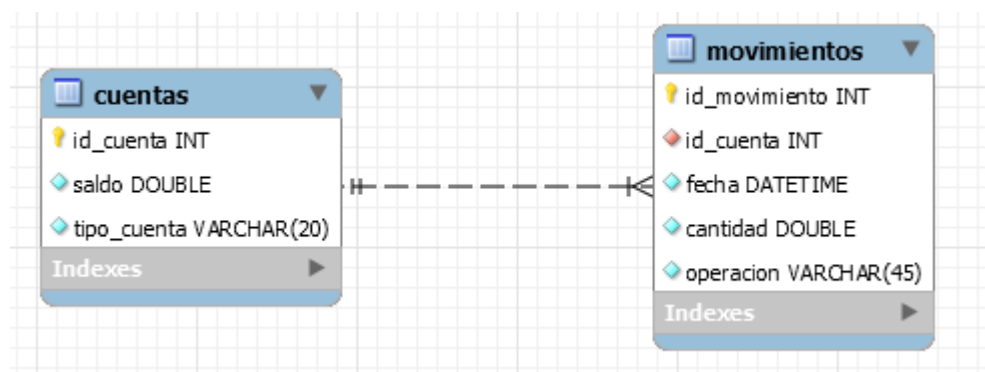 cuentas
id_cuenta INT
saldo DOUBLE
tipo_cuenta VARCHAR(20)
Indexes
movimientos
id_movimiento INT
id_cuenta INT
fecha DATETIME
cantidad DOUBLE
operacion VARCHAR(45)
Indexes